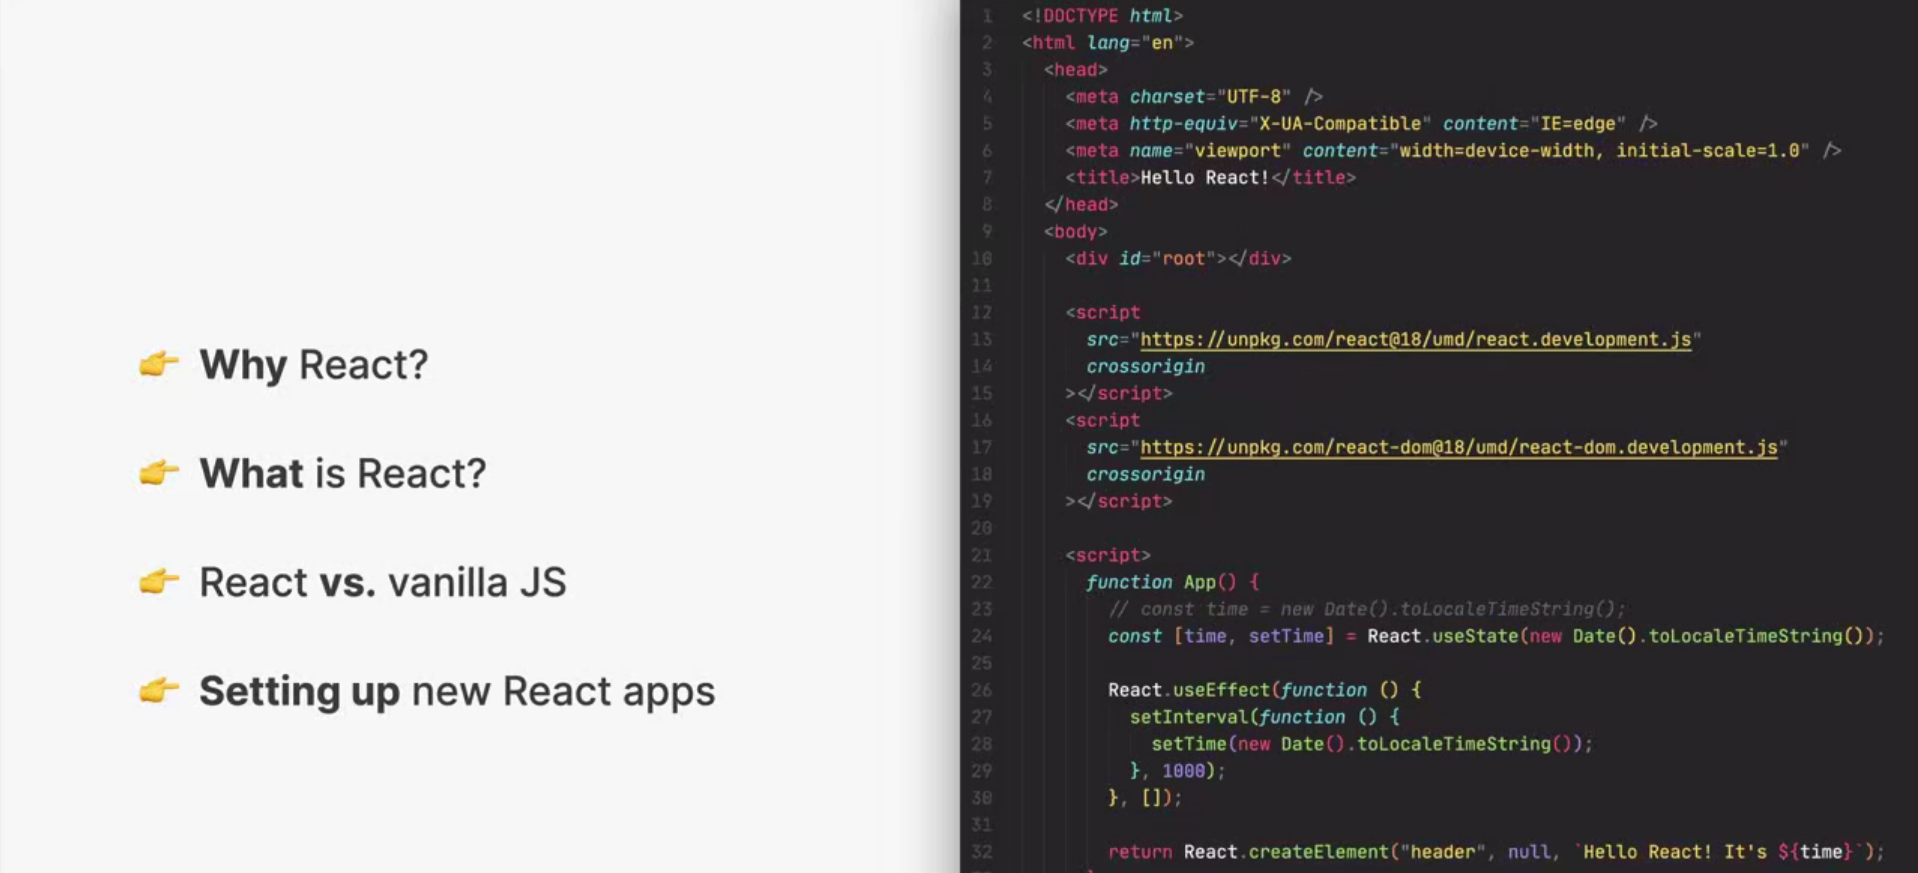 👉 Why React?
👉 What is React?
👉 React vs. vanilla JS
👉 Setting up new React apps
1 <!DOCTYPE html>
2 <html lang="en">
3 <head>
4 <meta charset="UTF-8" />
5 <meta http-equiv="X-UA-Compatible" content="IE=edge" />
6 <meta name="viewport" content="width=device-width, initial-scale=1.0" />
7 <title>Hello React!</title>
8 </head>
9 <body>
10 <div id="root"></div>
11
12 <script
13 src="https://unpkg.com/react@18/umd/react.development.js"
14 crossorigin
15 ></script>
16 <script
17 src="https://unpkg.com/react-dom@18/umd/react-dom.development.js"
18 crossorigin
19 ></script>
20
21 <script>
22 function App() {
23 // const time = new Date().toLocaleTimeString();
24 const [time, setTime] = React.useState(new Date().toLocaleTimeString());
25
26 React.useEffect(function () {
27 setInterval(function () {
28 setTime(new Date().toLocaleTimeString());
29 }, 1000);
30 }, []);
31
32 return React.createElement("header", null, `Hello React! It's ${time}`);